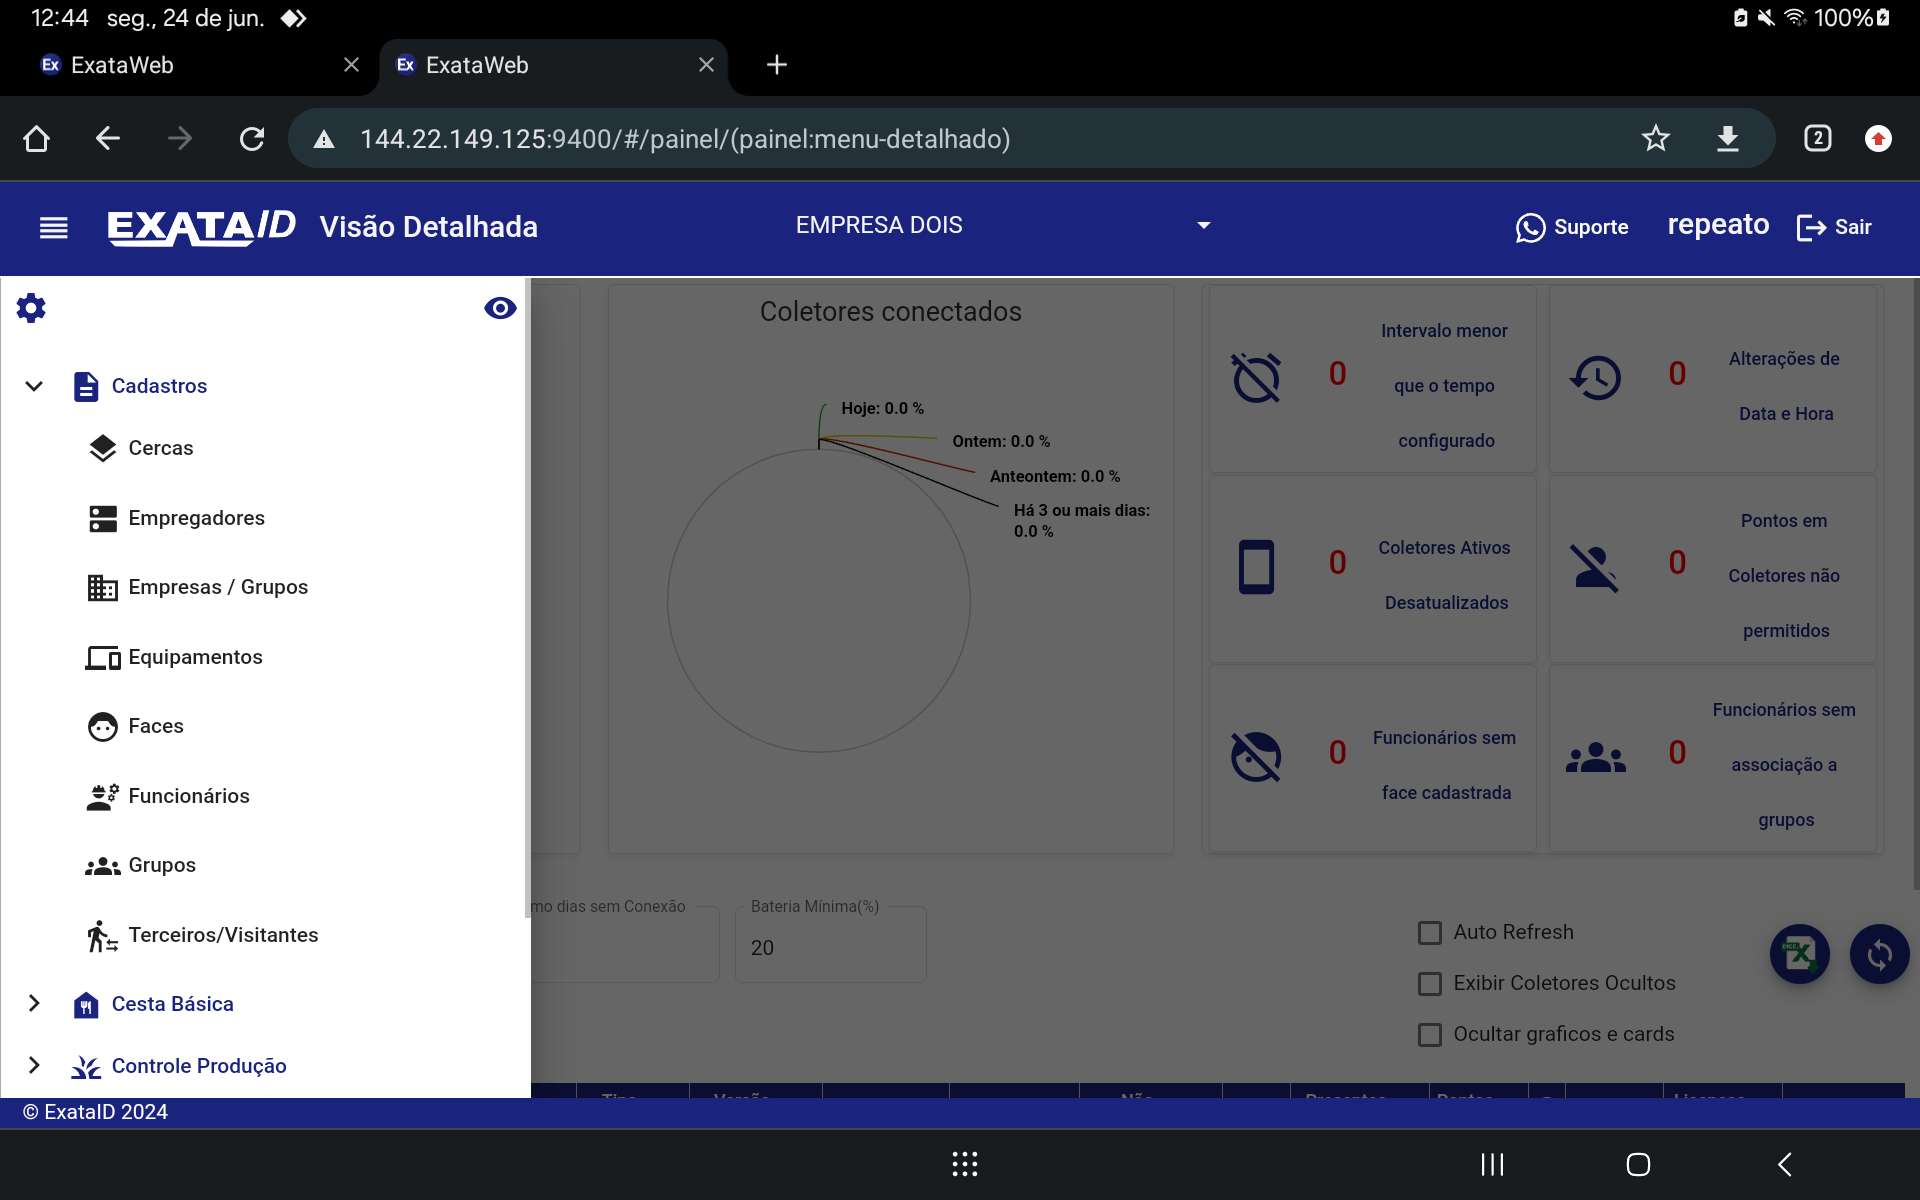 12:44 seg., 24 de jun.
100%
Ex ExataWeb
Ex ExataWeb
144.22.149.125:9400/#/painel/(painel:menu-detalhado)
2
EXATAID Visão Detalhada
EMPRESA DOIS
Suporte
repeato
Sair
Cadastros
Cercas
Empregadores
Empresas / Grupos
Equipamentos
Faces
Funcionários
Grupos
Terceiros/Visitantes
Cesta Básica
Controle Produção
Coletores conectados
Hoje: 0.0 %
Ontem: 0.0 %
Anteontem: 0.0 %
Há 3 ou mais dias:
0.0 %
0
Intervalo menor
que o tempo
configurado
0
Alterações de
Data e Hora
0
Coletores Ativos
Desatualizados
0
Pontos em
Coletores não
permitidos
0
Funcionários sem
face cadastrada
0
Funcionários sem
associação a
grupos
mo dias sem Conexão
Bateria Mínima(%)
20
Auto Refresh
Exibir Coletores Ocultos
Ocultar graficos e cards
© ExataID 2024